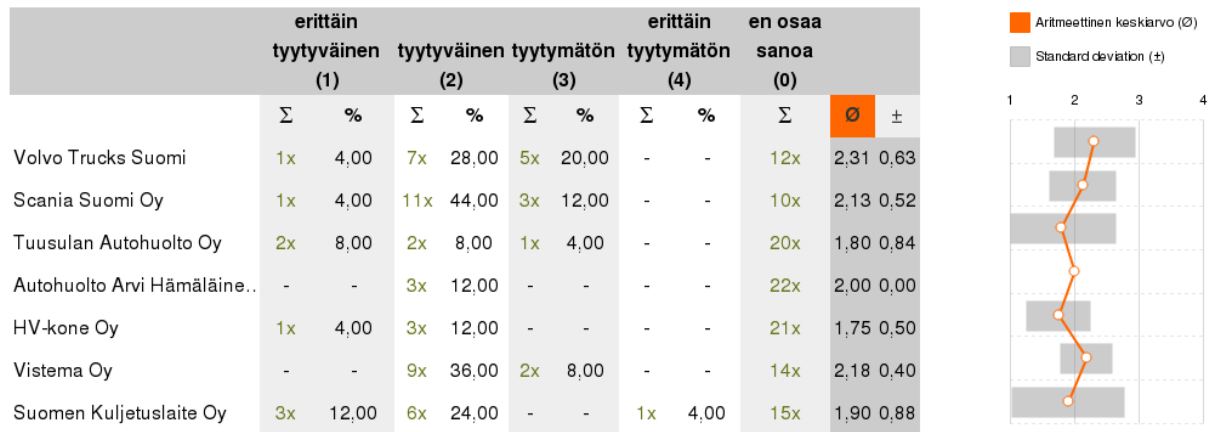 erittäin erittäin en osaa
tyytyväinen tyytyväinen tyytymätön tyytymätön sanoa
(1) (2) (3) (4) (0)
Σ % Σ % Σ % Σ % Σ Ø ±
Volvo Trucks Suomi 1x 4,00 7x 28,00 5x 20,00 - - 12x 2,31 0,63
Scania Suomi Oy 1x 4,00 11x 44,00 3x 12,00 - - 10x 2,13 0,52
Tuusulan Autohuolto Oy 2x 8,00 2x 8,00 1x 4,00 - - 20x 1,80 0,84
Autohuolto Arvi Hämäläine.. - - 3x 12,00 - - - - 22x 2,00 0,00
HV-kone Oy 1x 4,00 3x 12,00 - - - - 21x 1,75 0,50
Vistema Oy - - 9x 36,00 2x 8,00 - - 14x 2,18 0,40
Suomen Kuljetuslaite Oy 3x 12,00 6x 24,00 - - 1x 4,00 15x 1,90 0,88
Aritmeettinen keskiarvo (Ø)
Standard deviation (±)
1 2 3 4